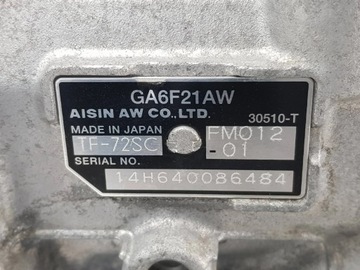 GA6F21AW
AISIN AW CO.,LTD.
30510-T
MADE IN JAPAN
FM012
TF-72SC
-01
SERIAL NO.
14H640086484